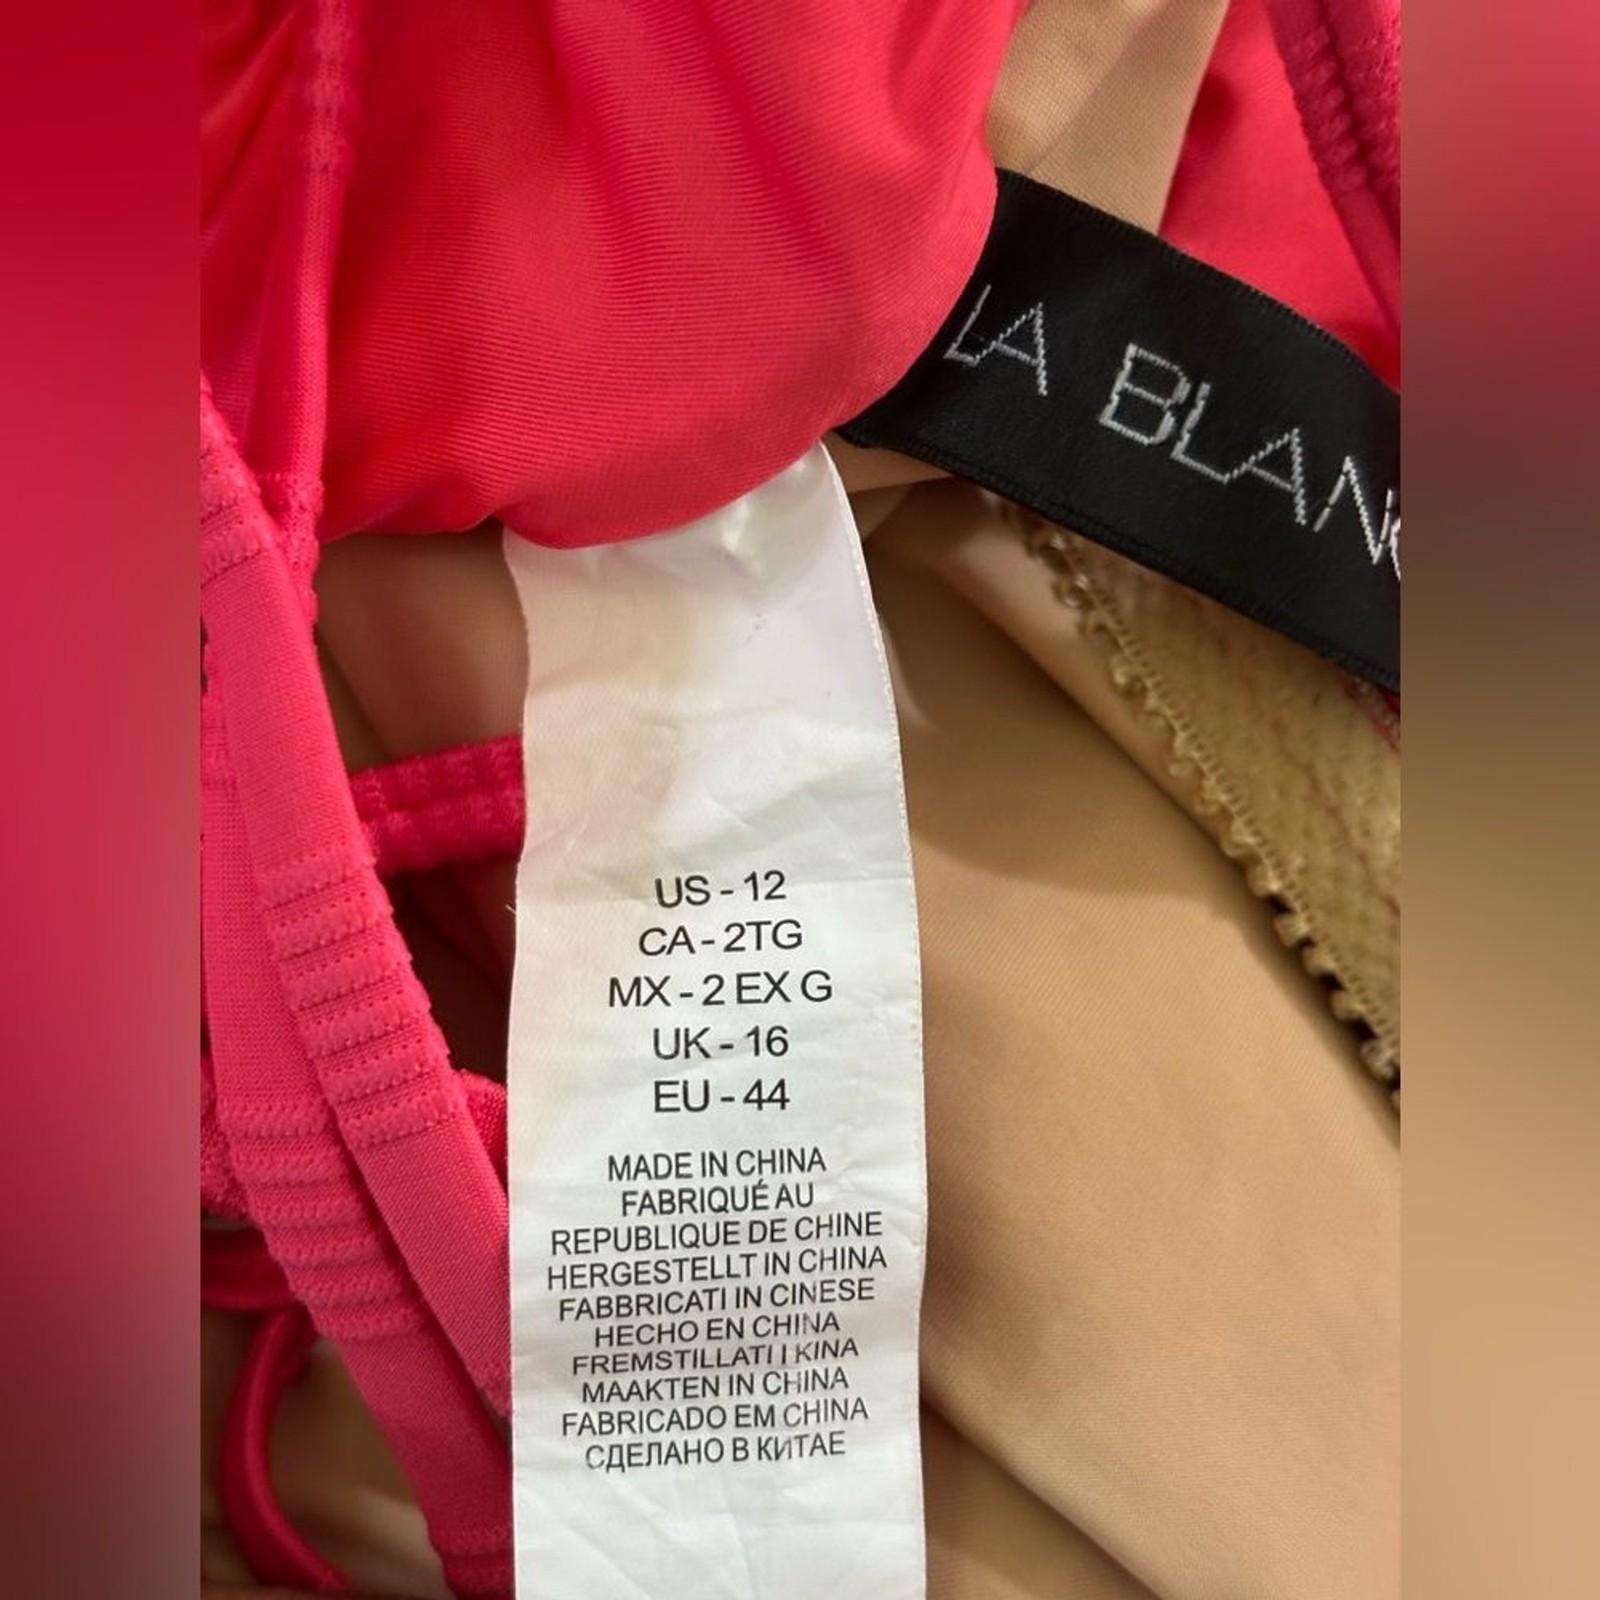 LA BLANC
US - 12
CA - 2TG
MX - 2 EX G
UK - 16
EU - 44
MADE IN CHINA
FABRIQUÉ AU
REPUBLIQUE DE CHINE
HERGESTELLT IN CHINA
FABBRICATI IN CINESE
HECHO EN CHINA
FREMSTILLATI I KINA
MAAKTEN IN CHINA
FABRICADO EM CHINA
СДЕЛАНО В КИТАЕ